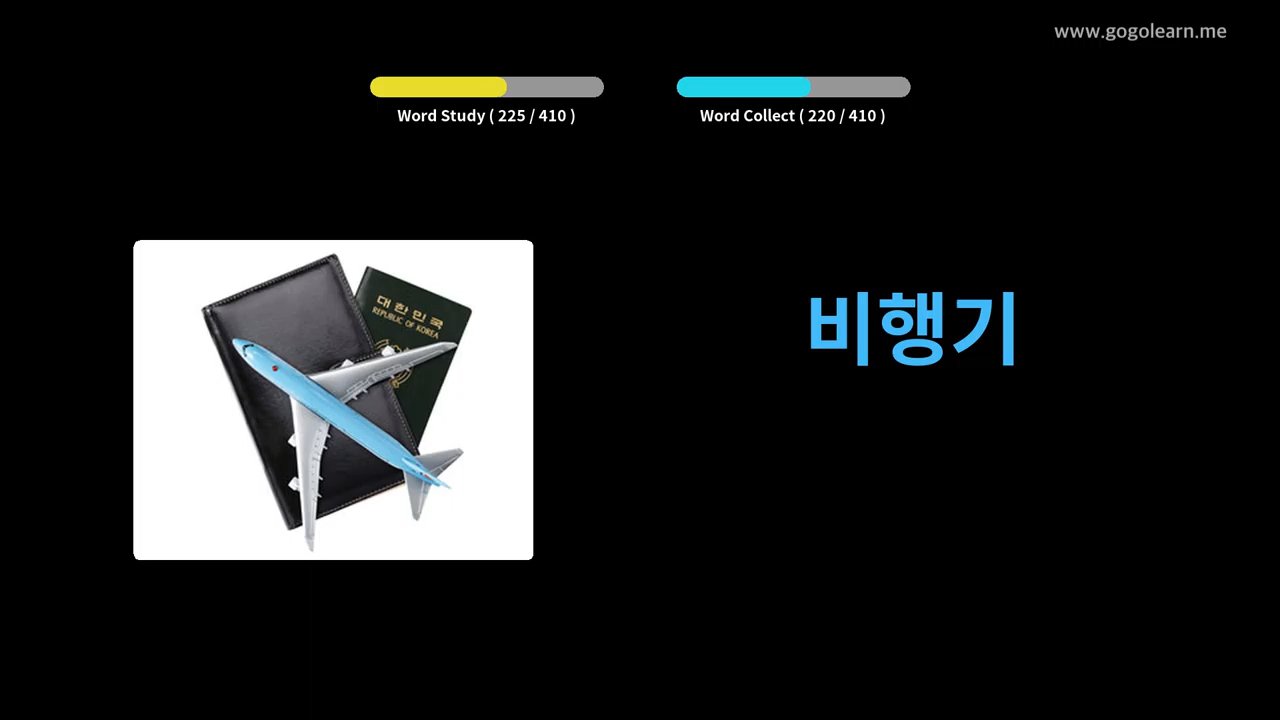 www.gogolearn.me
Word Study ( 225 / 410 )
Word Collect ( 220 / 410 )
대한민국
REPUBLIC OF KOREA
비행기